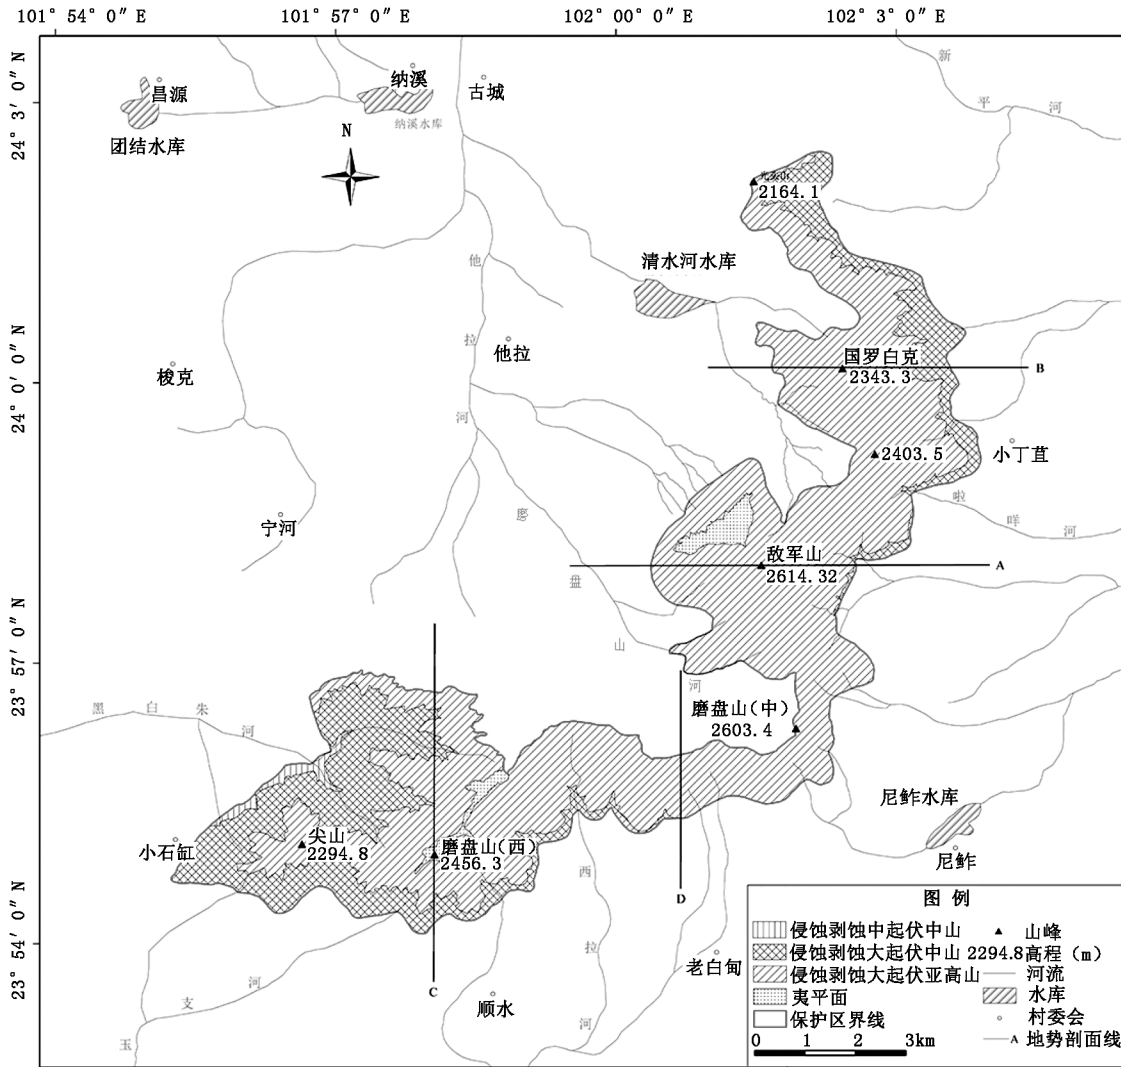 101° 54′ 0″ E
101° 57′ 0″ E
102° 00′ 0″ E
102° 3′ 0″ E
24° 3′ 0″ N
24° 0′ 0″ N
23° 57′ 0″ N
23° 54′ 0″ N
昌源
团结水库
纳溪
纳溪水库
古城
N
新平河
2164.1
清水河水库
他拉河
他拉
梭克
国罗白克
2343.3
B
2403.5
小丁苴
宁河
磨盘山河
啦咩河
敌军山
2614.32
A
黑白朱河
磨盘山(中)
2603.4
尼鲊水库
尼鲊
小石缸
尖山
2294.8
磨盘山(西)
2456.3
西拉河
D
老白甸
C
顺水
玉支河
图例
侵蚀剥蚀中起伏中山
侵蚀剥蚀大起伏中山
侵蚀剥蚀大起伏亚高山
夷平面
保护区界线
山峰
2294.8高程(m)
河流
水库
村委会
A 地势剖面线
0 1 2 3km